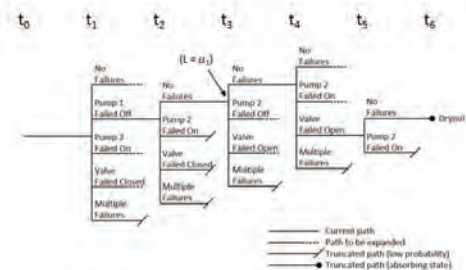 t0 t1 t2 t3 t4 t5 t6
(L = α1)
No
Failures
Pump 1
Failed Off
Pump 2
Failed On
Valve
Failed Closed
Multiple
Failures
No
Failures
Pump 2
Failed On
Valve
Failed Closed
Multiple
Failures
No
Failures
Pump 2
Failed Off
Valve
Failed Open
Multiple
Failures
No
Failures
Pump 2
Failed On
Valve
Failed Open
Multiple
Failures
No
Failures
Pump 2
Failed On
Dryout
Current path
Path to be expanded
Truncated path (low probability)
Truncated path (absorbing state)